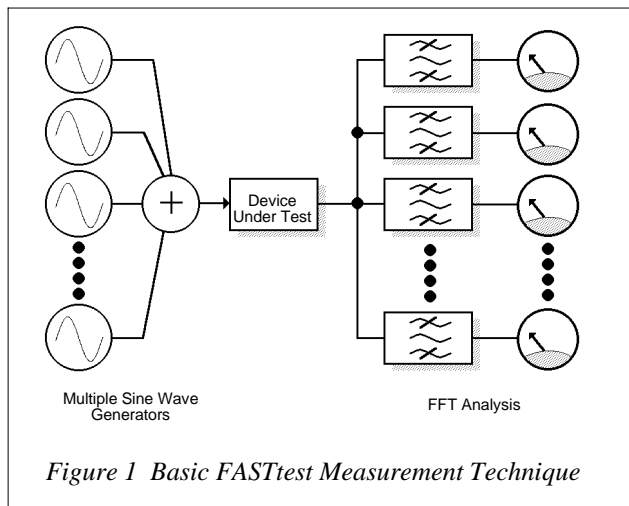 +
Device
Under Test
Multiple Sine Wave
Generators
FFT Analysis
Figure 1 Basic FASTtest Measurement Technique